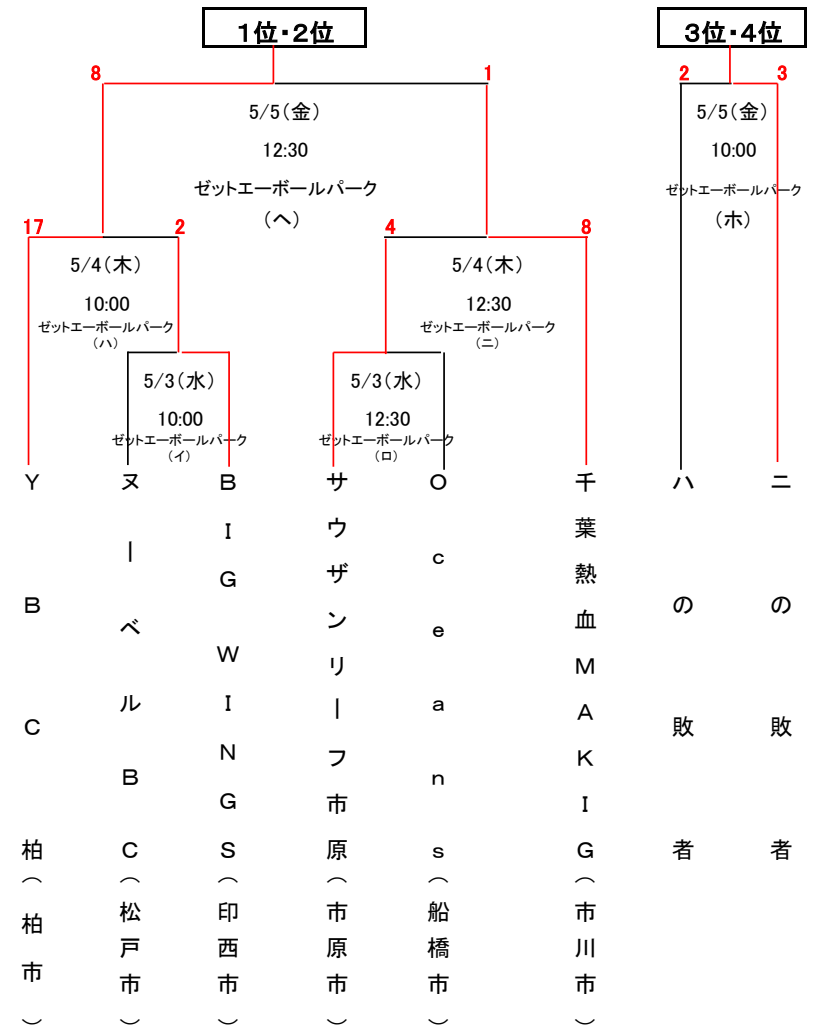 1位・2位
3位・4位
8
1
2
3
5/5(金)
12:30
ゼットエーボールパーク
(ヘ)
5/5(金)
10:00
ゼットエーボールパーク
(ホ)
17
2
4
8
5/4(木)
10:00
ゼットエーボールパーク
(ハ)
5/4(木)
12:30
ゼットエーボールパーク
(ニ)
5/3(水)
10:00
ゼットエーボールパーク
(イ)
5/3(水)
12:30
ゼットエーボールパーク
(ロ)
YBC柏(柏市)
ヌーベルBC(松戸市)
BIG WINGS(印西市)
サウザンリーフ市原(市原市)
Oceans(船橋市)
千葉熱血MAKIG(市川市)
ハの敗者
ニの敗者